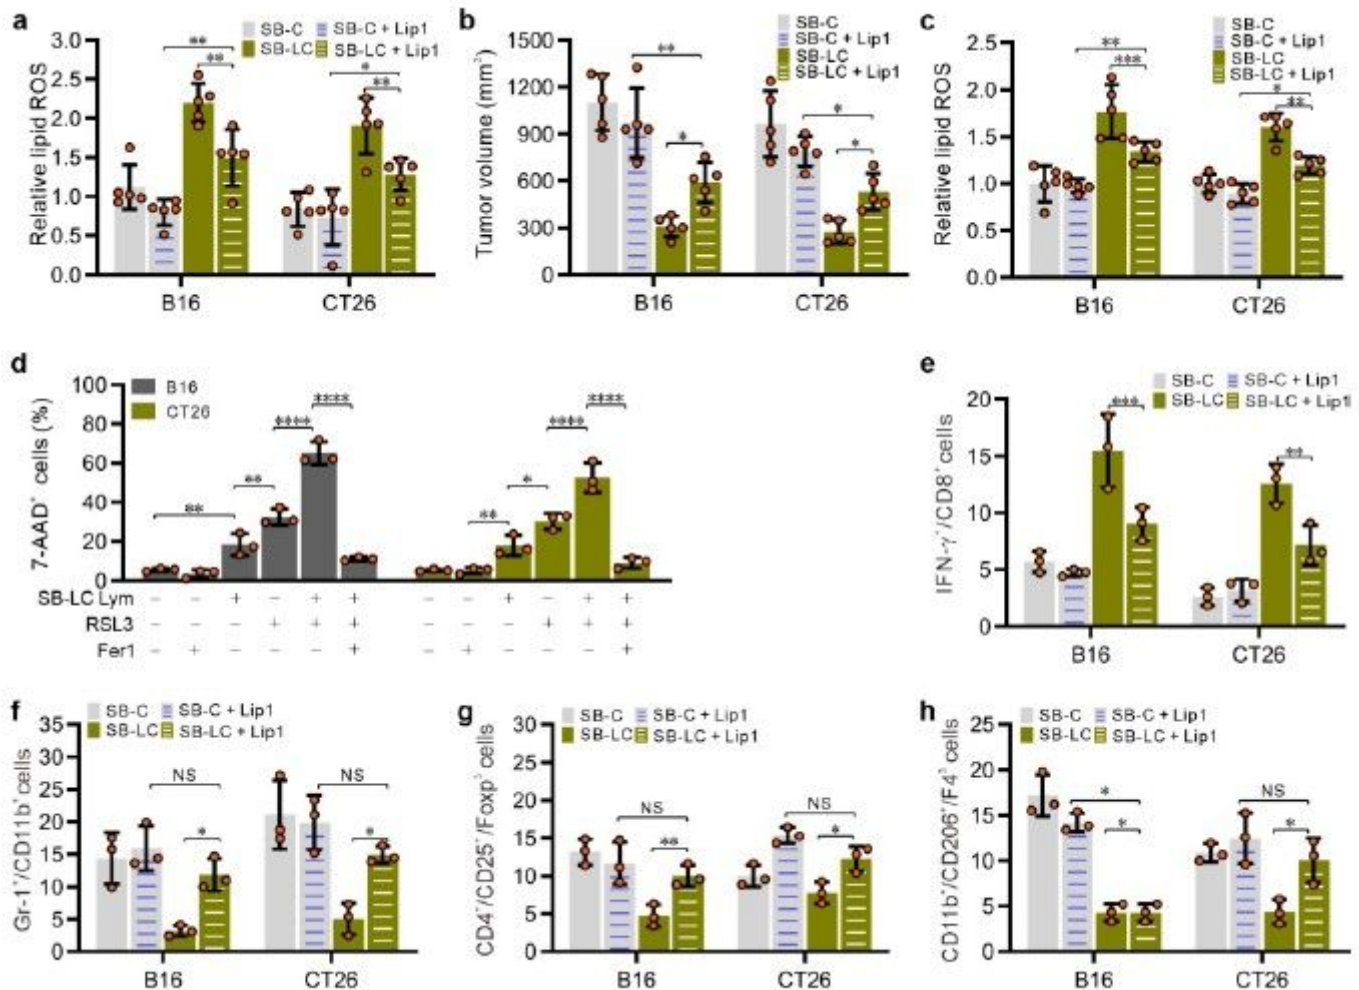 a
SB-C SB-C + Lip1
SB-LC SB-LC + Lip1
Relative lipid ROS
3.0
2.5
2.0
1.5
1.0
0.5
0.0
** ** * **
B16 CT26
b
SB-C
SB-C + Lip1
SB-LC
SB-LC + Lip1
Tumor volume (mm³)
1500
1200
900
600
300
0
** * * *
B16 CT26
c
SB-C
SB-C + Lip1
SB-LC
SB-LC + Lip1
Relative lipid ROS
2.5
2.0
1.5
1.0
0.5
0.0
** *** * **
B16 CT26
d
B16
CT26
7-AAD⁺ cells (%)
100
80
60
40
20
0
** ** **** **** ** * **** ****
SB-LC Lym − − + − + + − − + − + +
RSL3 − − − + + + − − − + + +
Fer1 − + − − − + − + − − − +
e
SB-C SB-C + Lip1
SB-LC SB-LC + Lip1
IFN-γ⁺/CD8⁺ cells
20
15
10
5
0
*** **
B16 CT26
f
SB-C SB-C + Lip1
SB-LC SB-LC + Lip1
Gr-1⁺/CD11b⁺ cells
35
30
25
20
15
10
5
0
NS * NS *
B16 CT26
g
SB-C SB-C + Lip1
SB-LC SB-LC + Lip1
CD4⁺/CD25⁺/Foxp³ cells
30
25
20
15
10
5
0
NS ** NS *
B16 CT26
h
SB-C SB-C + Lip1
SB-LC SB-LC + Lip1
CD11b⁺/CD206⁺/F4³ cells
25
20
15
10
5
0
* * NS *
B16 CT26